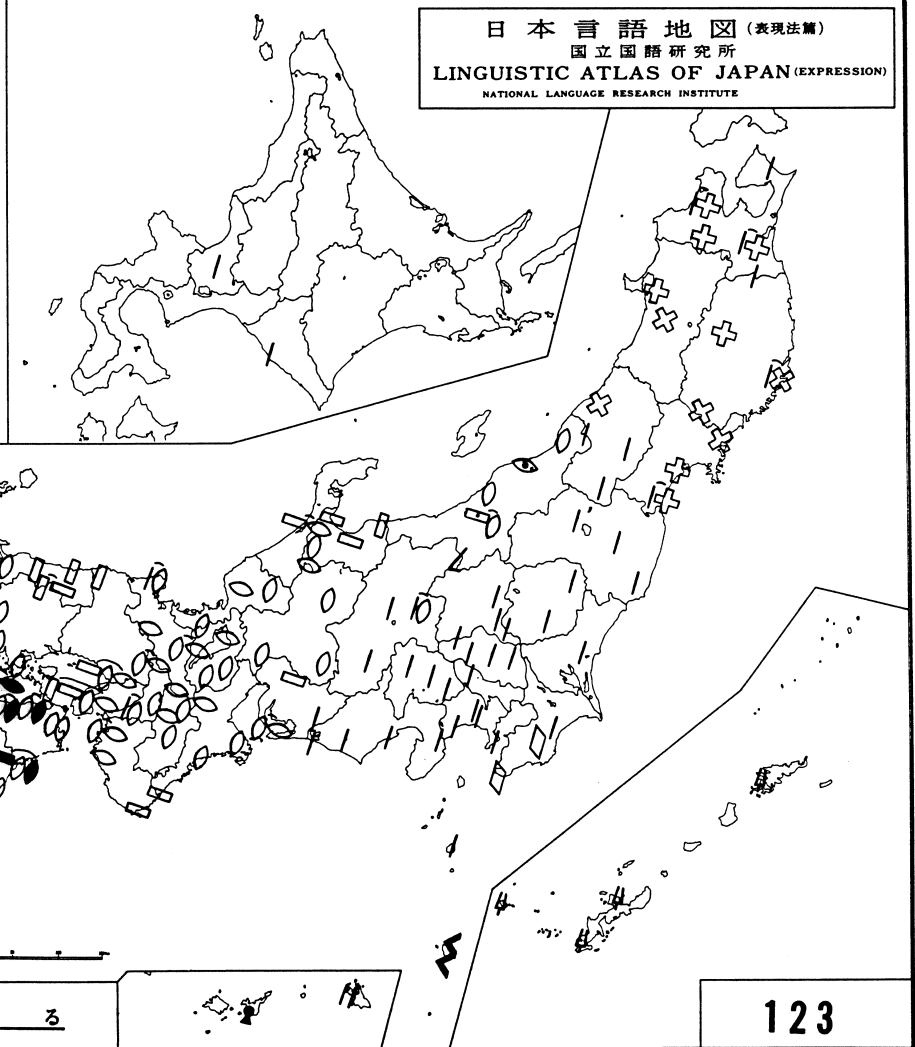 日本言語地図(表現法篇)
国立国語研究所
LINGUISTIC ATLAS OF JAPAN (EXPRESSION)
NATIONAL LANGUAGE RESEARCH INSTITUTE
る
123